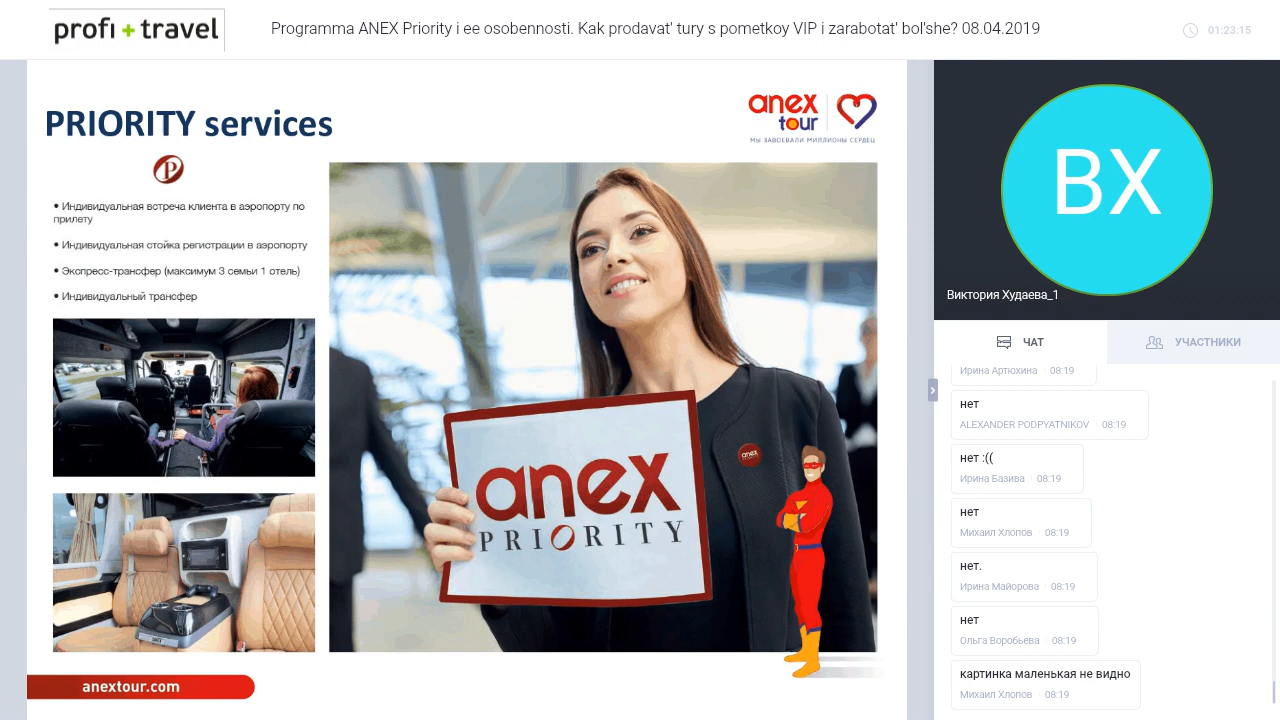 profi + travel
Programma ANEX Priority i ee osobennosti. Kak prodavat' tury s pometkoy VIP i zarabotat' bol'she? 08.04.2019
01:23:15
PRIORITY services
anex
tour
МЫ ЗАВОЕВАЛИ МИЛЛИОНЫ СЕРДЕЦ
P
• Индивидуальная встреча клиента в аэропорту по
прилету
• Индивидуальная стойка регистрации в аэропорту
• Экспресс-трансфер (максимум 3 семьи 1 отель)
• Индивидуальный трансфер
anex
PRIORITY
anextour.com
ВХ
Виктория Худаева_1
ЧАТ
УЧАСТНИКИ
Ирина Артюхина 08:19
нет
ALEXANDER PODPYATNIKOV 08:19
нет :((
Ирина Базива 08:19
нет
Михаил Хлопов 08:19
нет.
Ирина Майорова 08:19
нет
Ольга Воробьева 08:19
картинка маленькая не видно
Михаил Хлопов 08:19